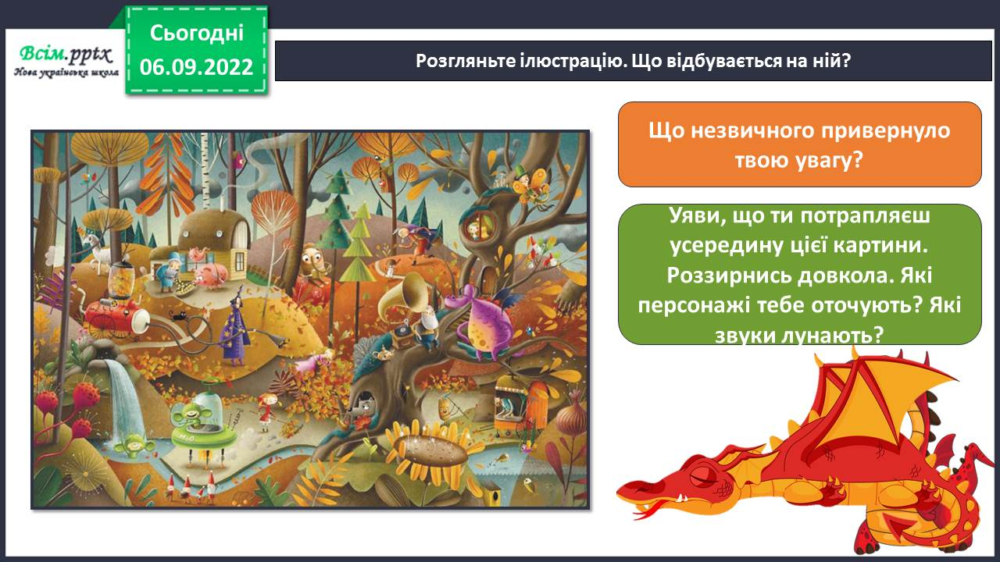 Сьогодні
06.09.2022
Всім.pptx
Нова українська школа
Розгляньте ілюстрацію. Що відбувається на ній?
Що незвичного привернуло
твою увагу?
Уяви, що ти потрапляєш
усередину цієї картини.
Роззирнись довкола. Які
персонажі тебе оточують? Які
звуки лунають?
H2O